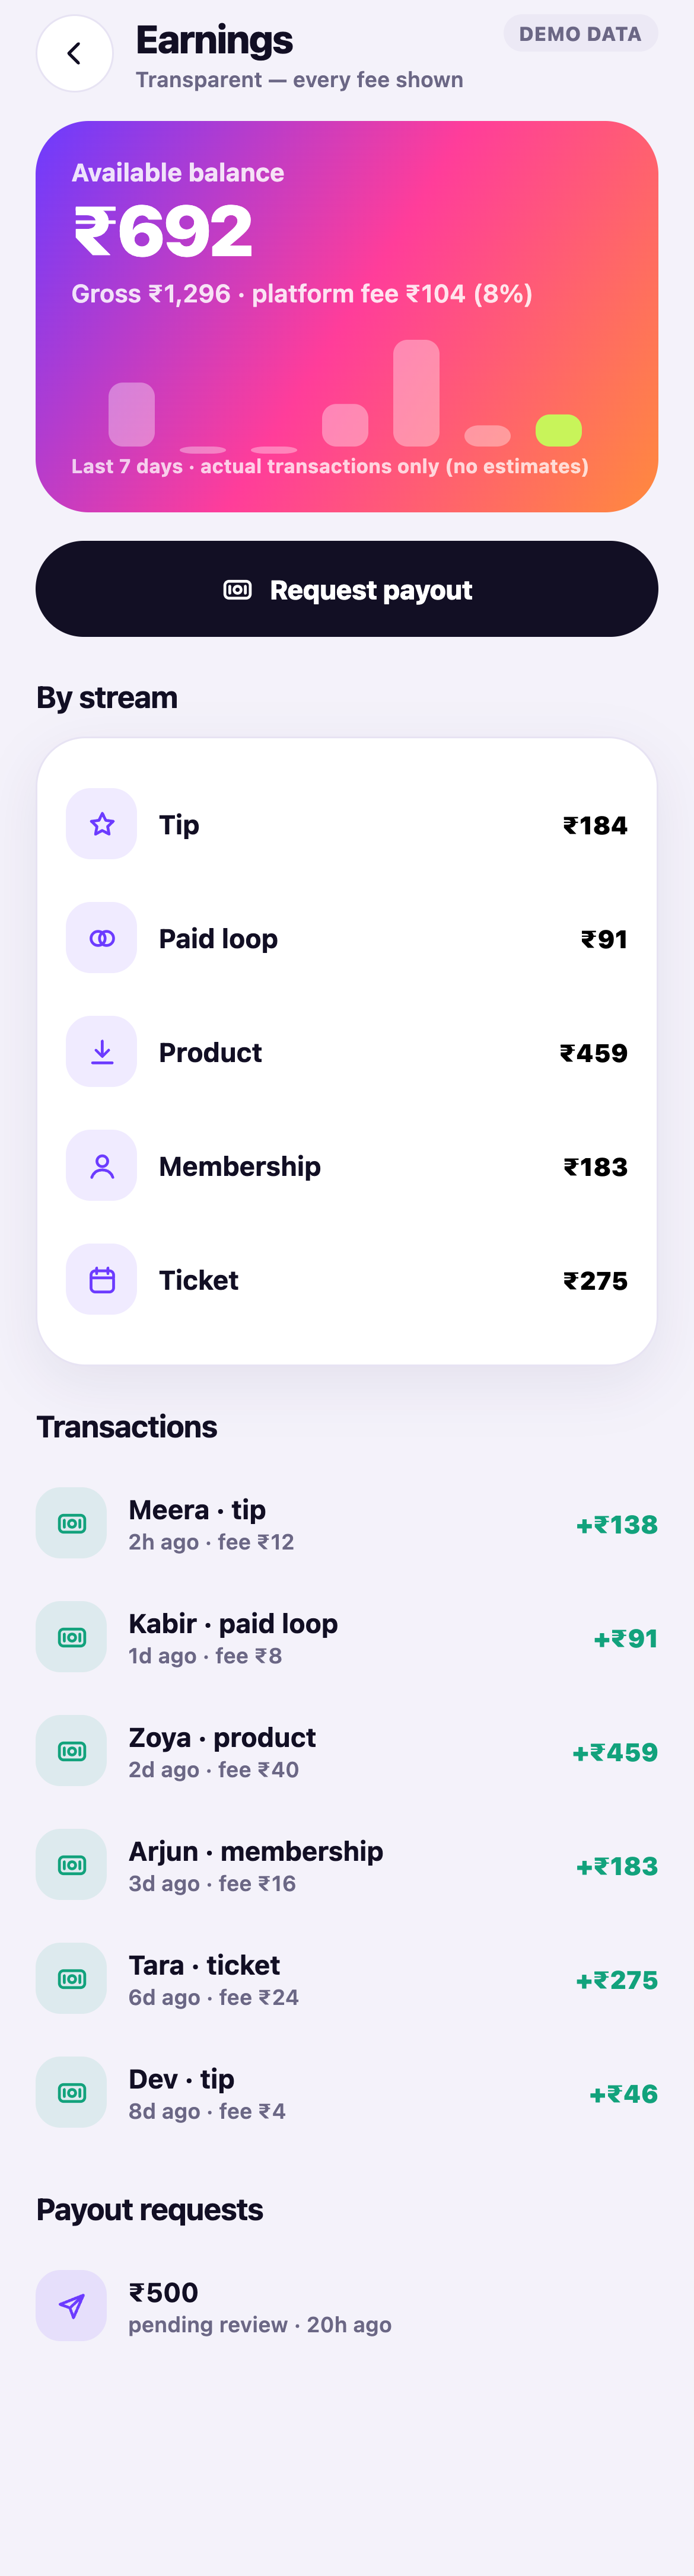 Earnings
DEMO DATA
Transparent — every fee shown
Available balance
₹692
Gross ₹1,296 · platform fee ₹104 (8%)
Last 7 days · actual transactions only (no estimates)
Request payout
By stream
Tip ₹184
Paid loop ₹91
Product ₹459
Membership ₹183
Ticket ₹275
Transactions
Meera · tip
2h ago · fee ₹12
+₹138
Kabir · paid loop
1d ago · fee ₹8
+₹91
Zoya · product
2d ago · fee ₹40
+₹459
Arjun · membership
3d ago · fee ₹16
+₹183
Tara · ticket
6d ago · fee ₹24
+₹275
Dev · tip
8d ago · fee ₹4
+₹46
Payout requests
₹500
pending review · 20h ago